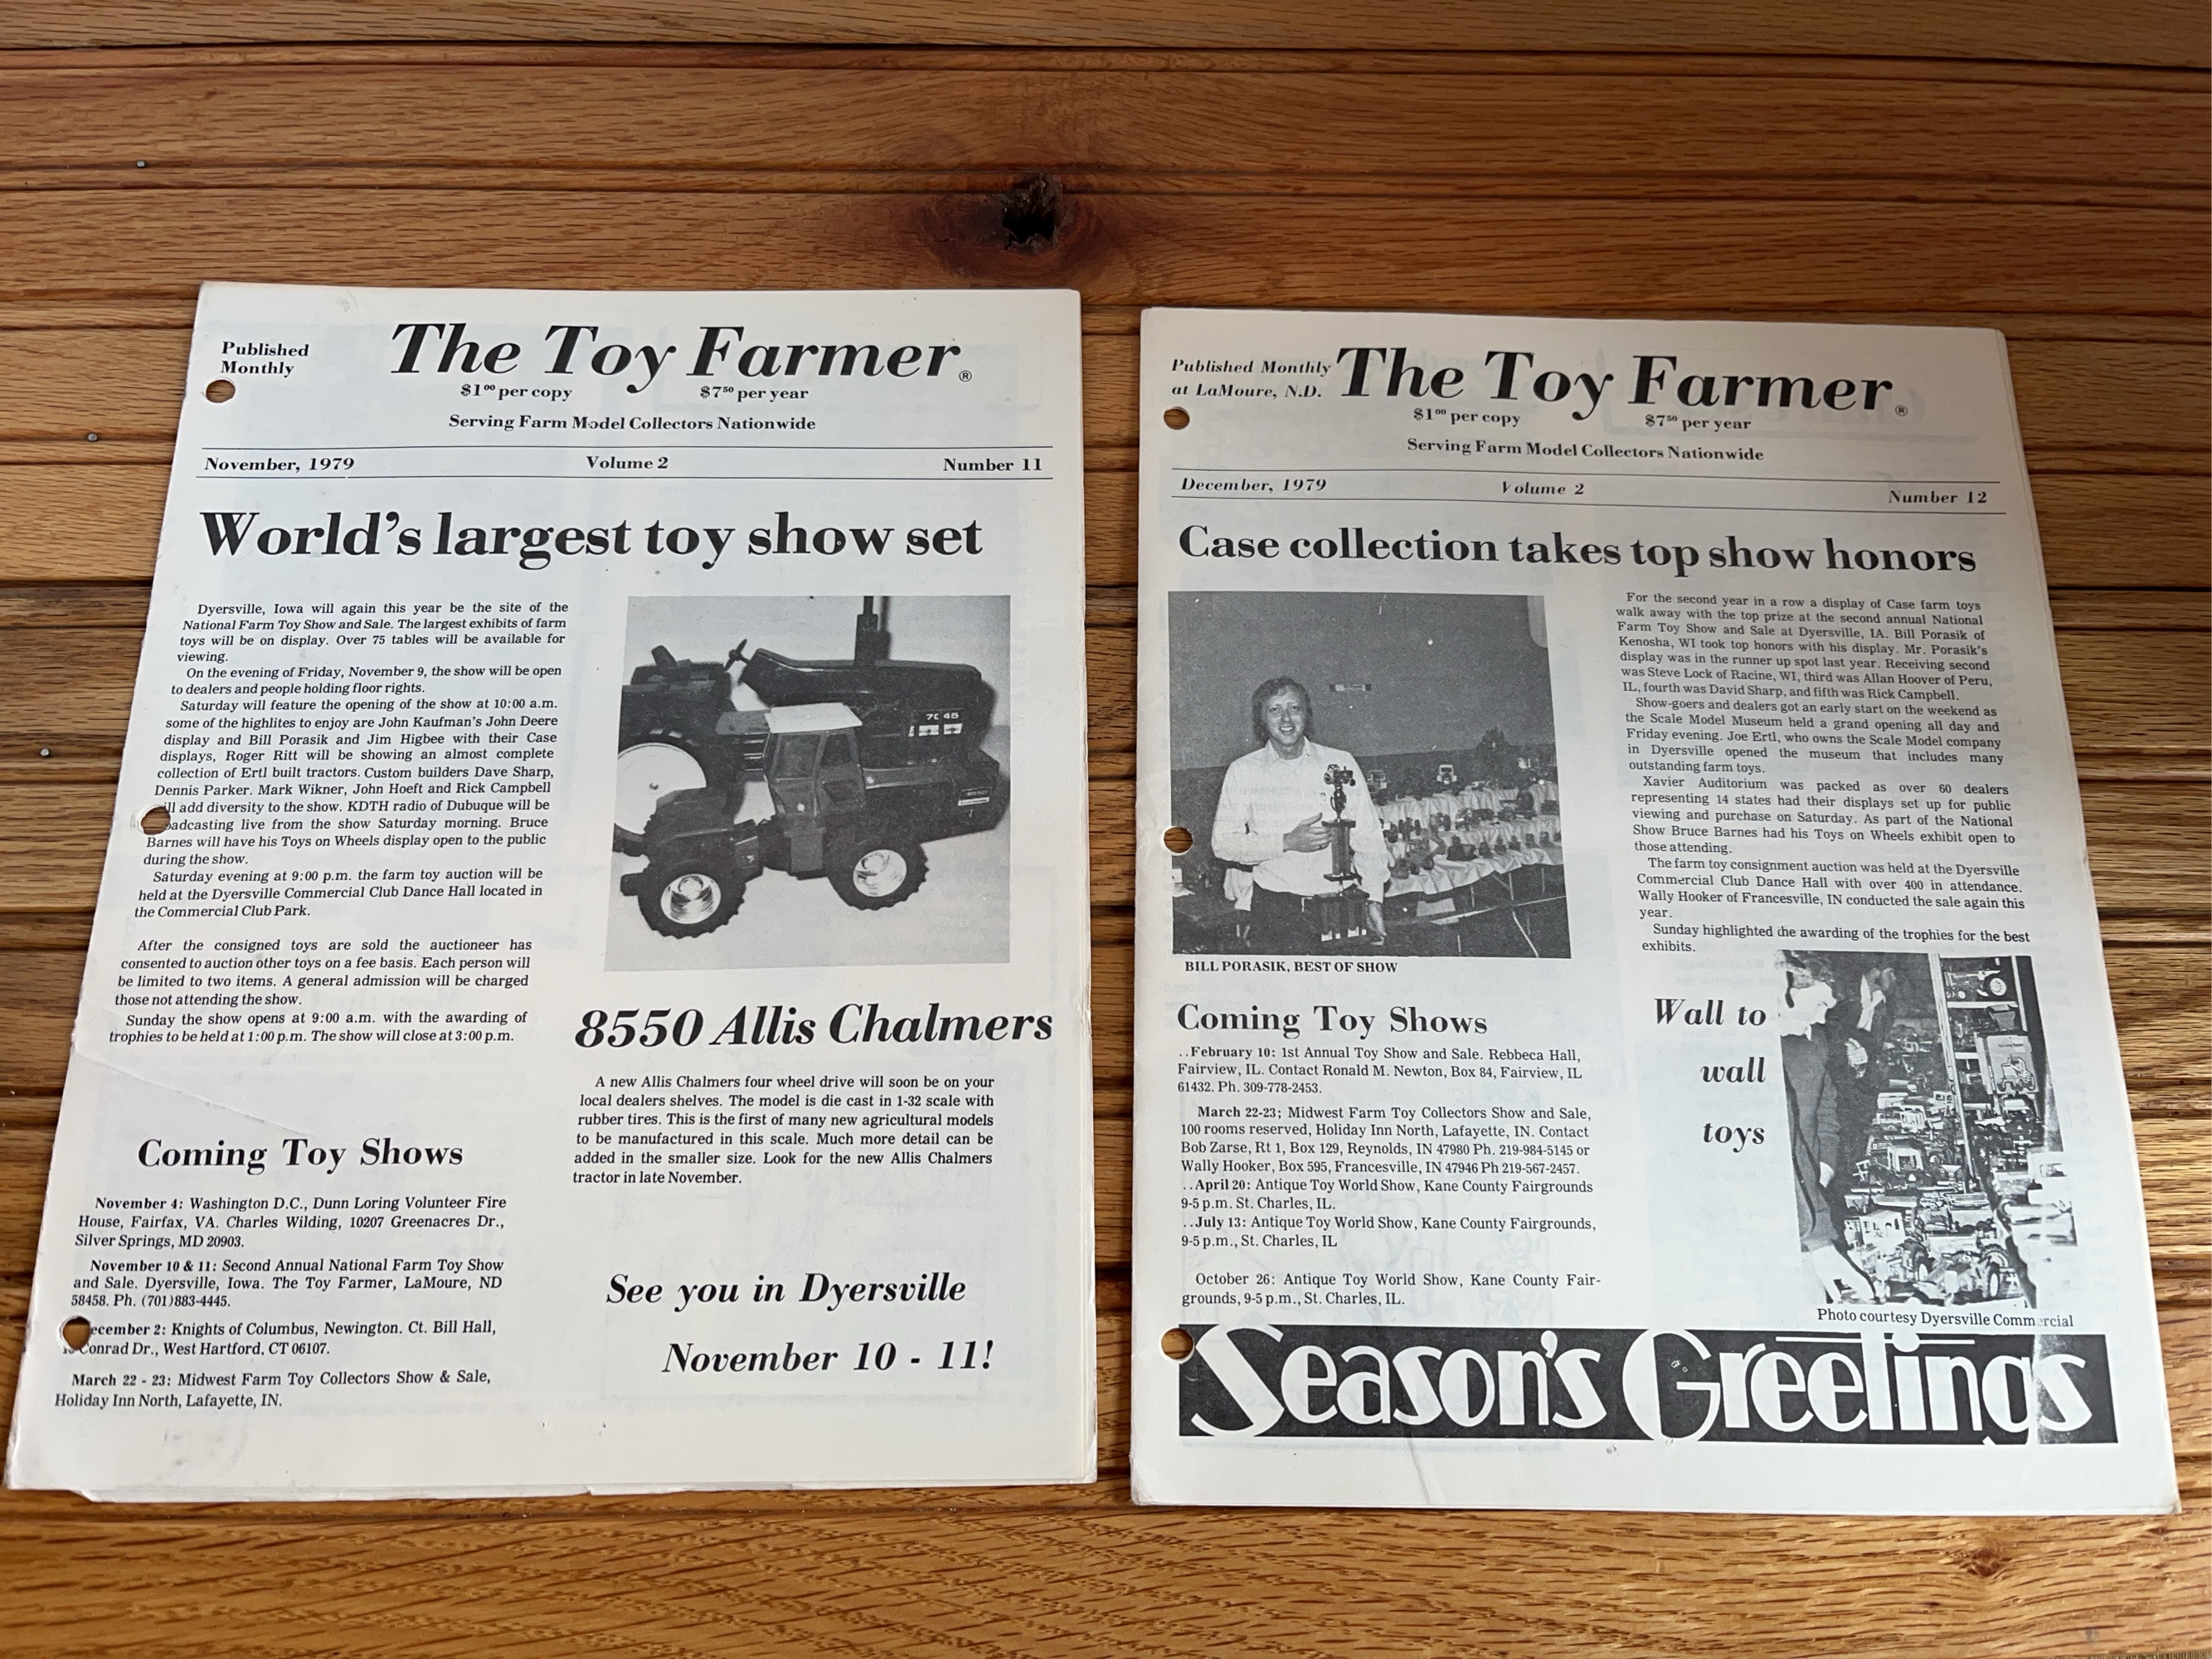 Published
Monthly
The Toy Farmer®
$1⁰⁰ per copy $7⁵⁰ per year
Serving Farm Model Collectors Nationwide
November, 1979 Volume 2 Number 11
World's largest toy show set
Dyersville, Iowa will again this year be the site of the
National Farm Toy Show and Sale. The largest exhibits of farm
toys will be on display. Over 75 tables will be available for
viewing.
On the evening of Friday, November 9, the show will be open
to dealers and people holding floor rights.
Saturday will feature the opening of the show at 10:00 a.m.
some of the highlites to enjoy are John Kaufman's John Deere
display and Bill Porasik and Jim Higbee with their Case
displays, Roger Ritt will be showing an almost complete
collection of Ertl built tractors. Custom builders Dave Sharp,
Dennis Parker. Mark Wikner, John Hoeft and Rick Campbell
ill add diversity to the show. KDTH radio of Dubuque will be
adcasting live from the show Saturday morning. Bruce
Barnes will have his Toys on Wheels display open to the public
during the show.
Saturday evening at 9:00 p.m. the farm toy auction will be
held at the Dyersville Commercial Club Dance Hall located in
the Commercial Club Park.
After the consigned toys are sold the auctioneer has
consented to auction other toys on a fee basis. Each person will
be limited to two items. A general admission will be charged
those not attending the show.
Sunday the show opens at 9:00 a.m. with the awarding of
trophies to be held at 1:00 p.m. The show will close at 3:00 p.m.
Coming Toy Shows
November 4: Washington D.C., Dunn Loring Volunteer Fire
House, Fairfax, VA. Charles Wilding, 10207 Greenacres Dr.,
Silver Springs, MD 20903.
November 10 & 11: Second Annual National Farm Toy Show
and Sale. Dyersville, Iowa. The Toy Farmer, LaMoure, ND
58458. Ph. (701)883-4445.
ecember 2: Knights of Columbus, Newington. Ct. Bill Hall,
Conrad Dr., West Hartford, CT 06107.
March 22 - 23: Midwest Farm Toy Collectors Show & Sale,
Holiday Inn North, Lafayette, IN.
7045
8550 Allis Chalmers
A new Allis Chalmers four wheel drive will soon be on your
local dealers shelves. The model is die cast in 1-32 scale with
rubber tires. This is the first of many new agricultural models
to be manufactured in this scale. Much more detail can be
added in the smaller size. Look for the new Allis Chalmers
tractor in late November.
See you in Dyersville
November 10 - 11!
Published Monthly
at LaMoure, N.D.
The Toy Farmer®
$1⁰⁰ per copy $7⁵⁰ per year
Serving Farm Model Collectors Nationwide
December, 1979 Volume 2 Number 12
Case collection takes top show honors
BILL PORASIK, BEST OF SHOW
For the second year in a row a display of Case farm toys
walk away with the top prize at the second annual National
Farm Toy Show and Sale at Dyersville, IA. Bill Porasik of
Kenosha, WI took top honors with his display. Mr. Porasik's
display was in the runner up spot last year. Receiving second
was Steve Lock of Racine, WI, third was Allan Hoover of Peru,
IL, fourth was David Sharp, and fifth was Rick Campbell.
Show-goers and dealers got an early start on the weekend as
the Scale Model Museum held a grand opening all day and
Friday evening. Joe Ertl, who owns the Scale Model company
in Dyersville opened the museum that includes many
outstanding farm toys.
Xavier Auditorium was packed as over 60 dealers
representing 14 states had their displays set up for public
viewing and purchase on Saturday. As part of the National
Show Bruce Barnes had his Toys on Wheels exhibit open to
those attending.
The farm toy consignment auction was held at the Dyersville
Commercial Club Dance Hall with over 400 in attendance.
Wally Hooker of Francesville, IN conducted the sale again this
year.
Sunday highlighted the awarding of the trophies for the best
exhibits.
Coming Toy Shows
..February 10: 1st Annual Toy Show and Sale. Rebbeca Hall,
Fairview, IL. Contact Ronald M. Newton, Box 84, Fairview, IL
61432. Ph. 309-778-2453.
March 22-23; Midwest Farm Toy Collectors Show and Sale,
100 rooms reserved, Holiday Inn North, Lafayette, IN. Contact
Bob Zarse, Rt 1, Box 129, Reynolds, IN 47980 Ph. 219-984-5145 or
Wally Hooker, Box 595, Francesville, IN 47946 Ph 219-567-2457.
..April 20: Antique Toy World Show, Kane County Fairgrounds
9-5 p.m. St. Charles, IL.
..July 13: Antique Toy World Show, Kane County Fairgrounds,
9-5 p.m., St. Charles, IL
October 26: Antique Toy World Show, Kane County Fair-
grounds, 9-5 p.m., St. Charles, IL.
Wall to
wall
toys
Photo courtesy Dyersville Commercial
Season's Greetings